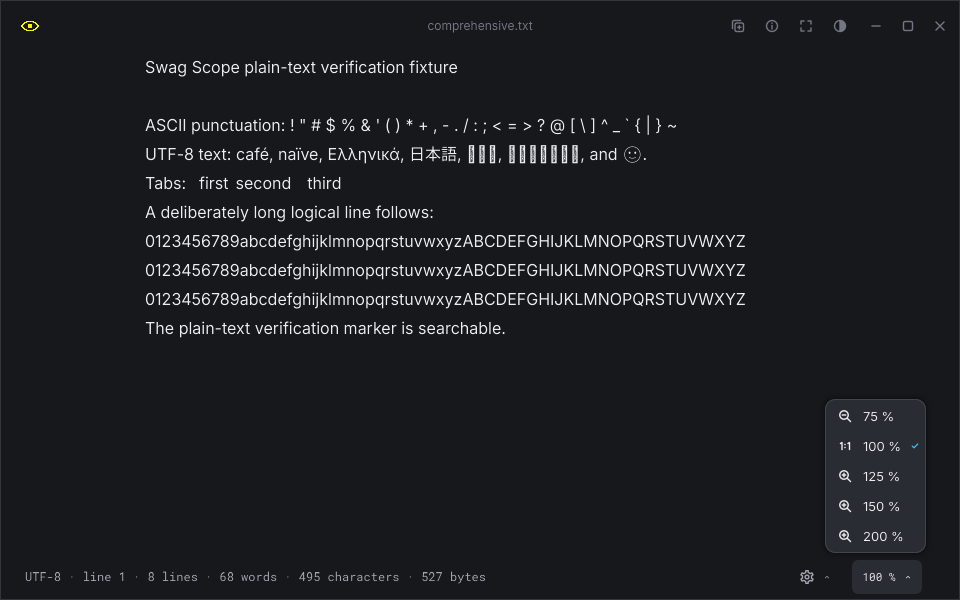 comprehensive.txt
Swag Scope plain-text verification fixture
ASCII punctuation: ! " # $ % & ' ( ) * + , - . / : ; < = > ? @ [ \ ] ^ _ ` { | } ~
UTF-8 text: café, naïve, Ελληνικά, 日本語, , , and 🙂.
Tabs: first second third
A deliberately long logical line follows:
0123456789abcdefghijklmnopqrstuvwxyzABCDEFGHIJKLMNOPQRSTUVWXYZ
0123456789abcdefghijklmnopqrstuvwxyzABCDEFGHIJKLMNOPQRSTUVWXYZ
0123456789abcdefghijklmnopqrstuvwxyzABCDEFGHIJKLMNOPQRSTUVWXYZ
The plain-text verification marker is searchable.
75 %
1:1 100 %
125 %
150 %
200 %
UTF-8 · line 1 · 8 lines · 68 words · 495 characters · 527 bytes
100 %